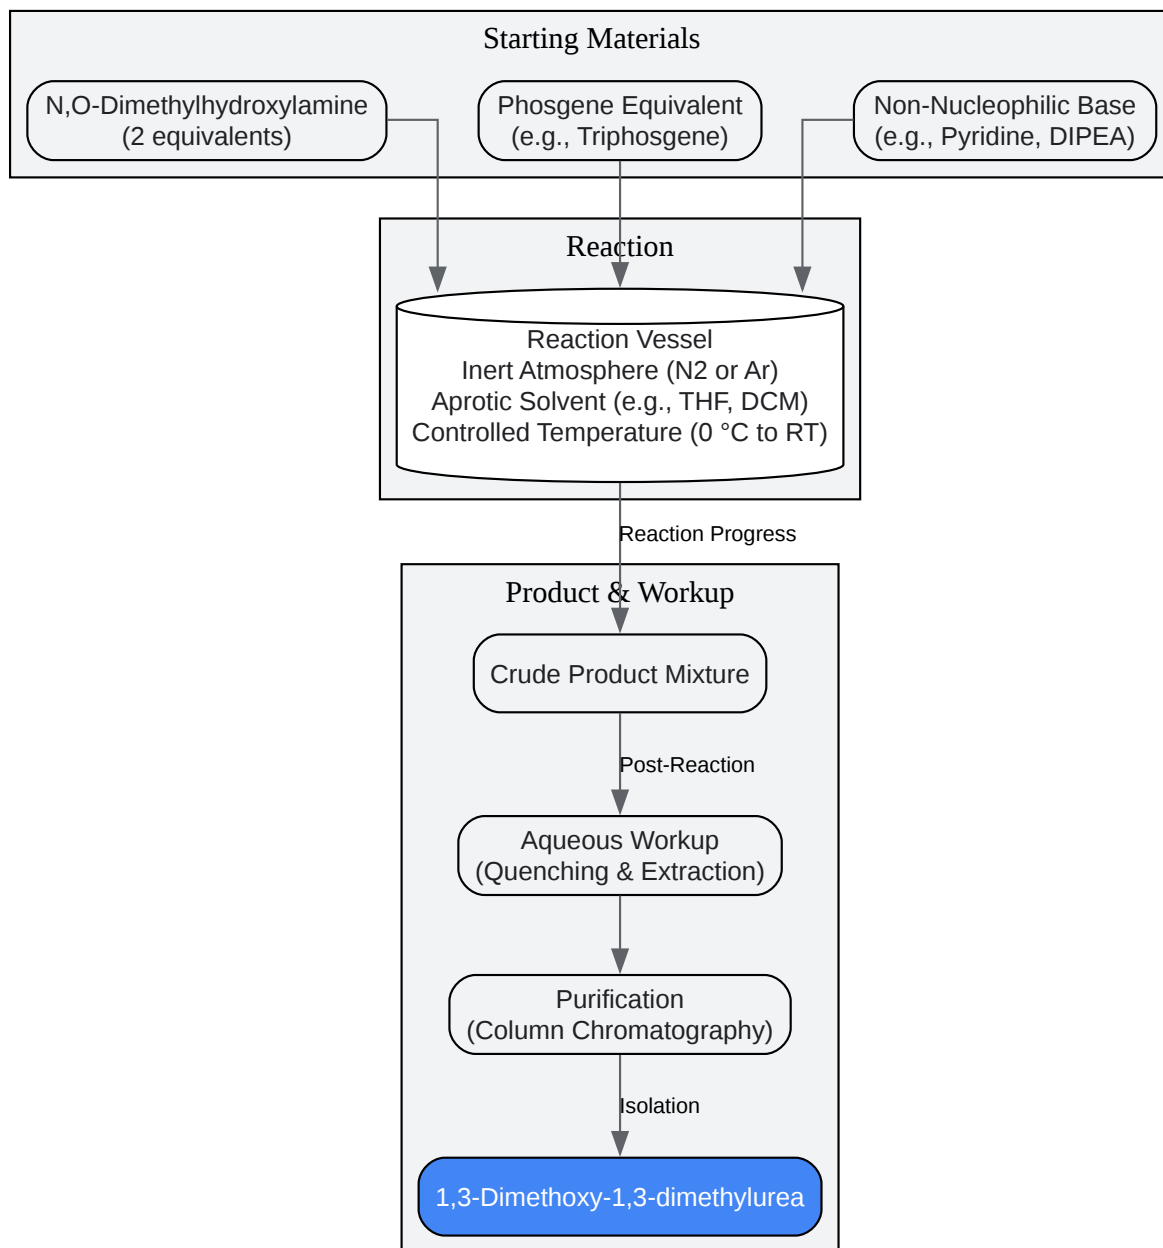 Starting Materials
N,O-Dimethylhydroxylamine
(2 equivalents)
Phosgene Equivalent
(e.g., Triphosgene)
Non-Nucleophilic Base
(e.g., Pyridine, DIPEA)
Reaction
Reaction Vessel
Inert Atmosphere (N2 or Ar)
Aprotic Solvent (e.g., THF, DCM)
Controlled Temperature (0 °C to RT)
Reaction Progress
Product & Workup
Crude Product Mixture
Post-Reaction
Aqueous Workup
(Quenching & Extraction)
Purification
(Column Chromatography)
Isolation
1,3-Dimethoxy-1,3-dimethylurea